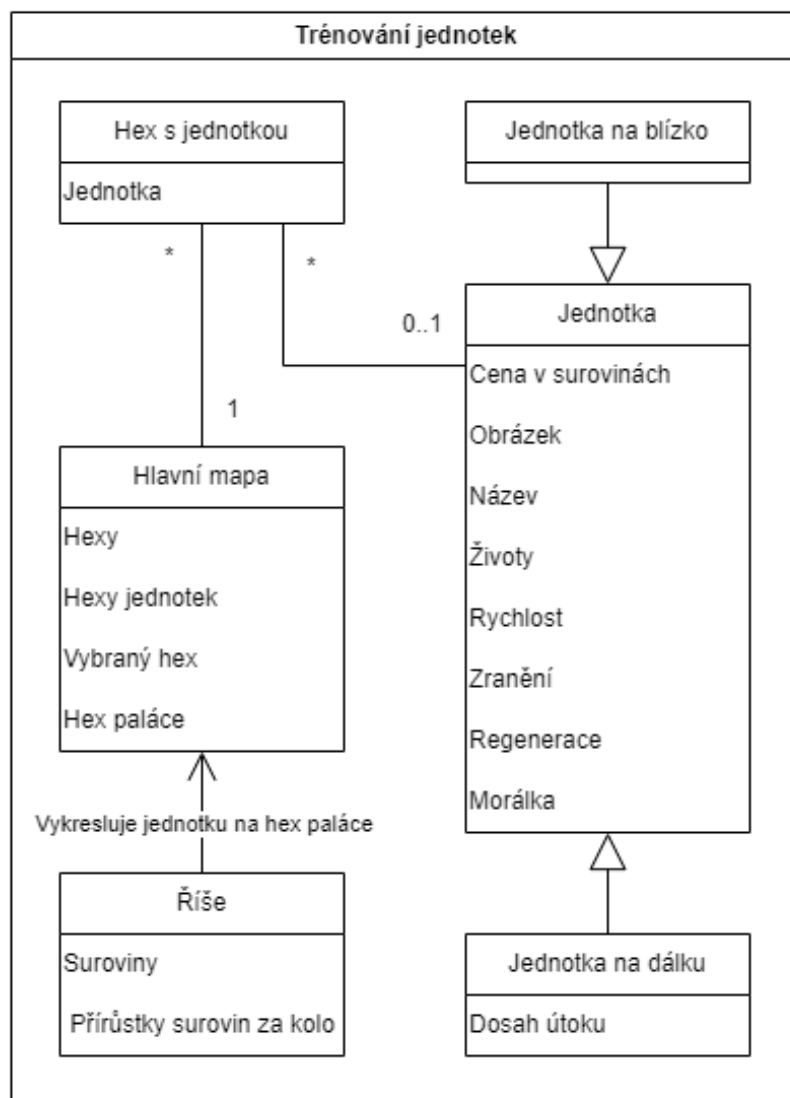 Trénování jednotek
Hex s jednotkou
Jednotka
*
*
1
0..1
Jednotka na blízko
Jednotka
Cena v surovinách
Obrázek
Název
Životy
Rychlost
Zranění
Regenerace
Morálka
Hlavní mapa
Hexy
Hexy jednotek
Vybraný hex
Hex paláce
Vykresluje jednotku na hex paláce
Říše
Suroviny
Přírůstky surovin za kolo
Jednotka na dálku
Dosah útoku